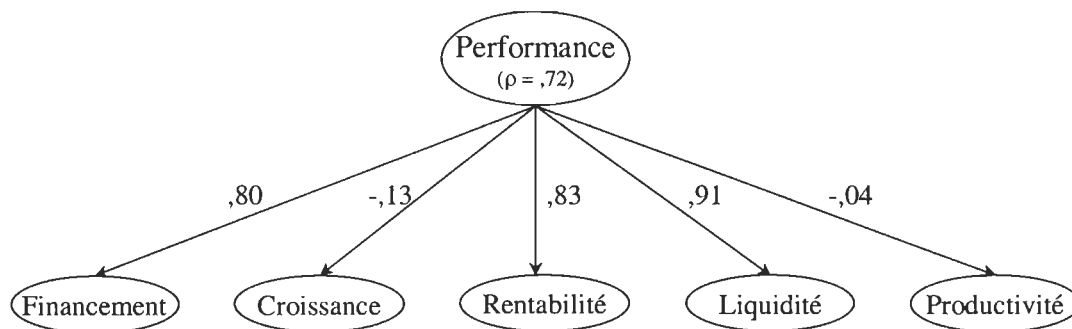 Performance
(ρ = ,72)
,80
-,13
,83
,91
-,04
Financement
Croissance
Rentabilité
Liquidité
Productivité